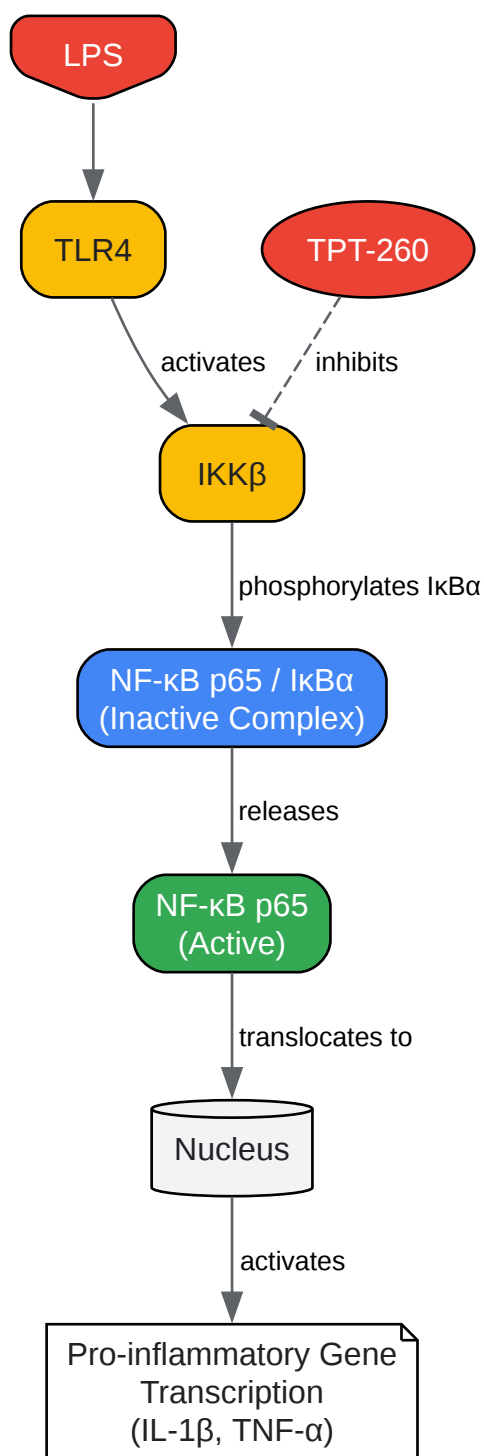 LPS
TLR4
TPT-260
activates
inhibits
IKKβ
phosphorylates IκBα
NF-κB p65 / IκBα
(Inactive Complex)
releases
NF-κB p65
(Active)
translocates to
Nucleus
activates
Pro-inflammatory Gene
Transcription
(IL-1β, TNF-α)